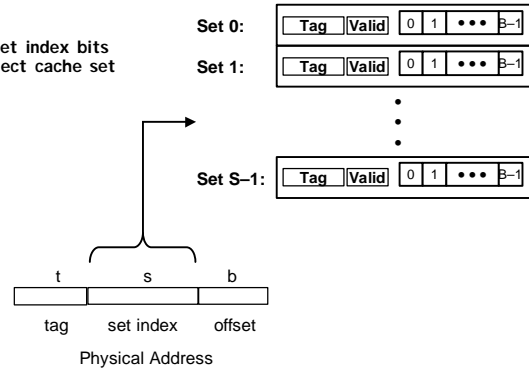 et index bits
ect cache set
Set 0: Tag Valid 0 1 ••• B–1
Set 1: Tag Valid 0 1 ••• B–1
•
•
•
Set S–1: Tag Valid 0 1 ••• B–1
t s b
tag set index offset
Physical Address